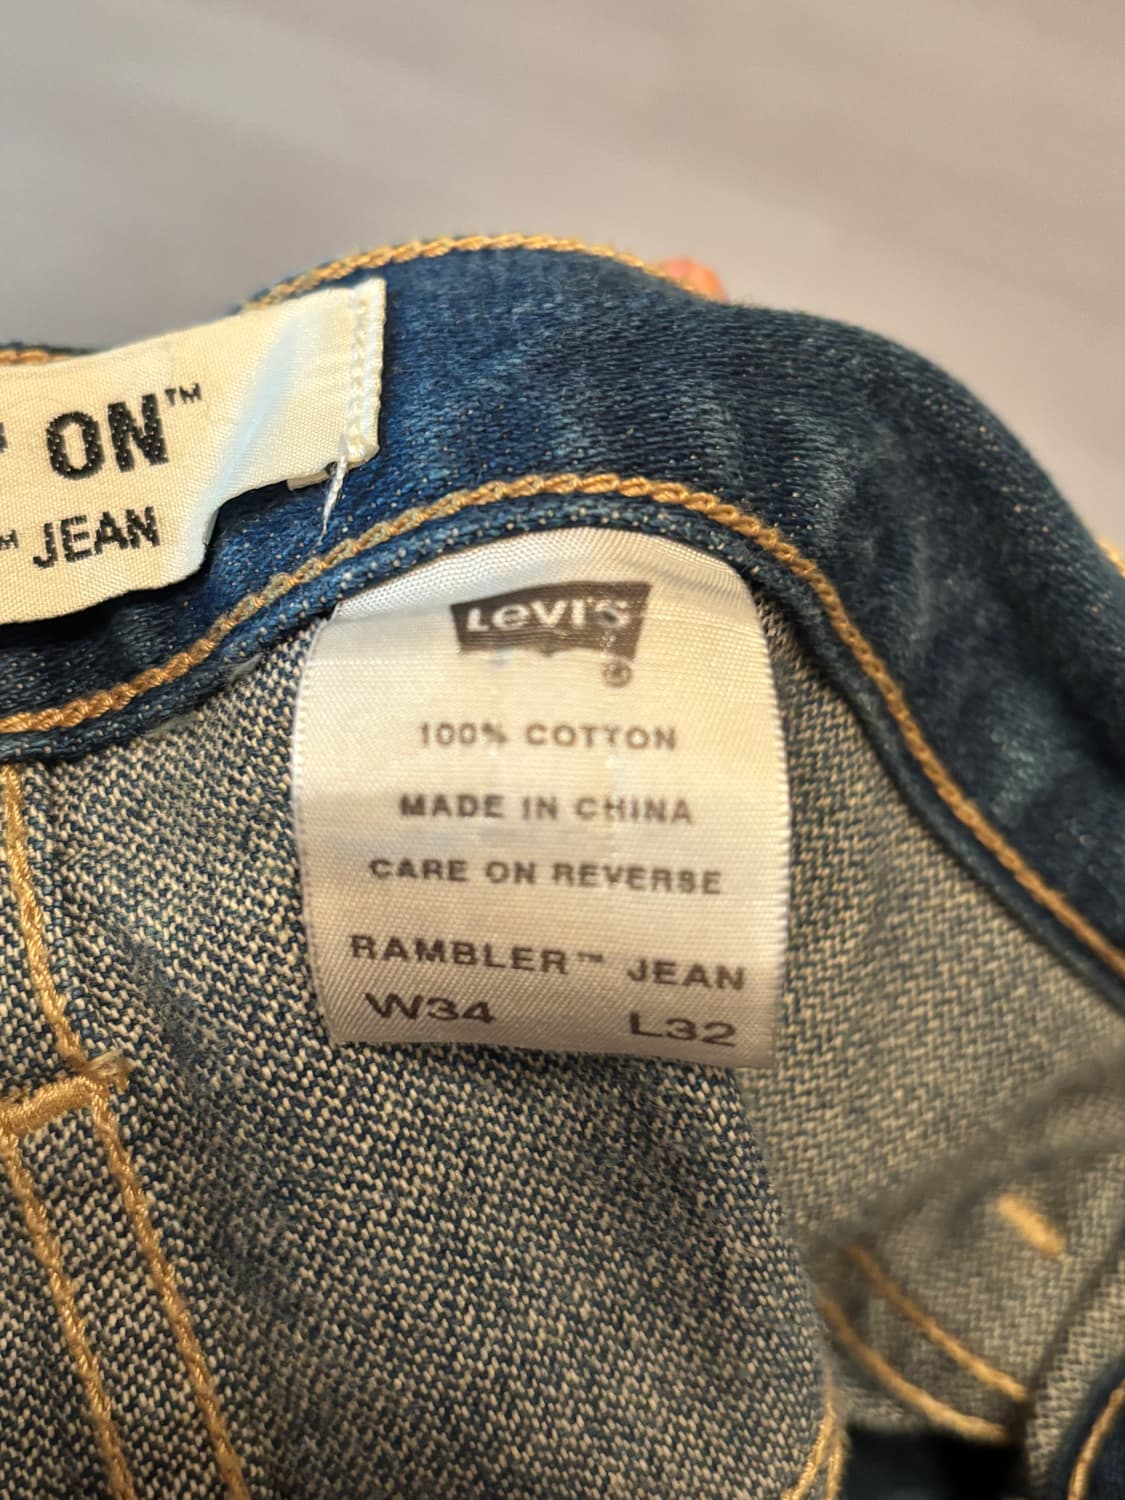 ON™
™ JEAN
Levi's
®
100% COTTON
MADE IN CHINA
CARE ON REVERSE
RAMBLER™ JEAN
W34 L32